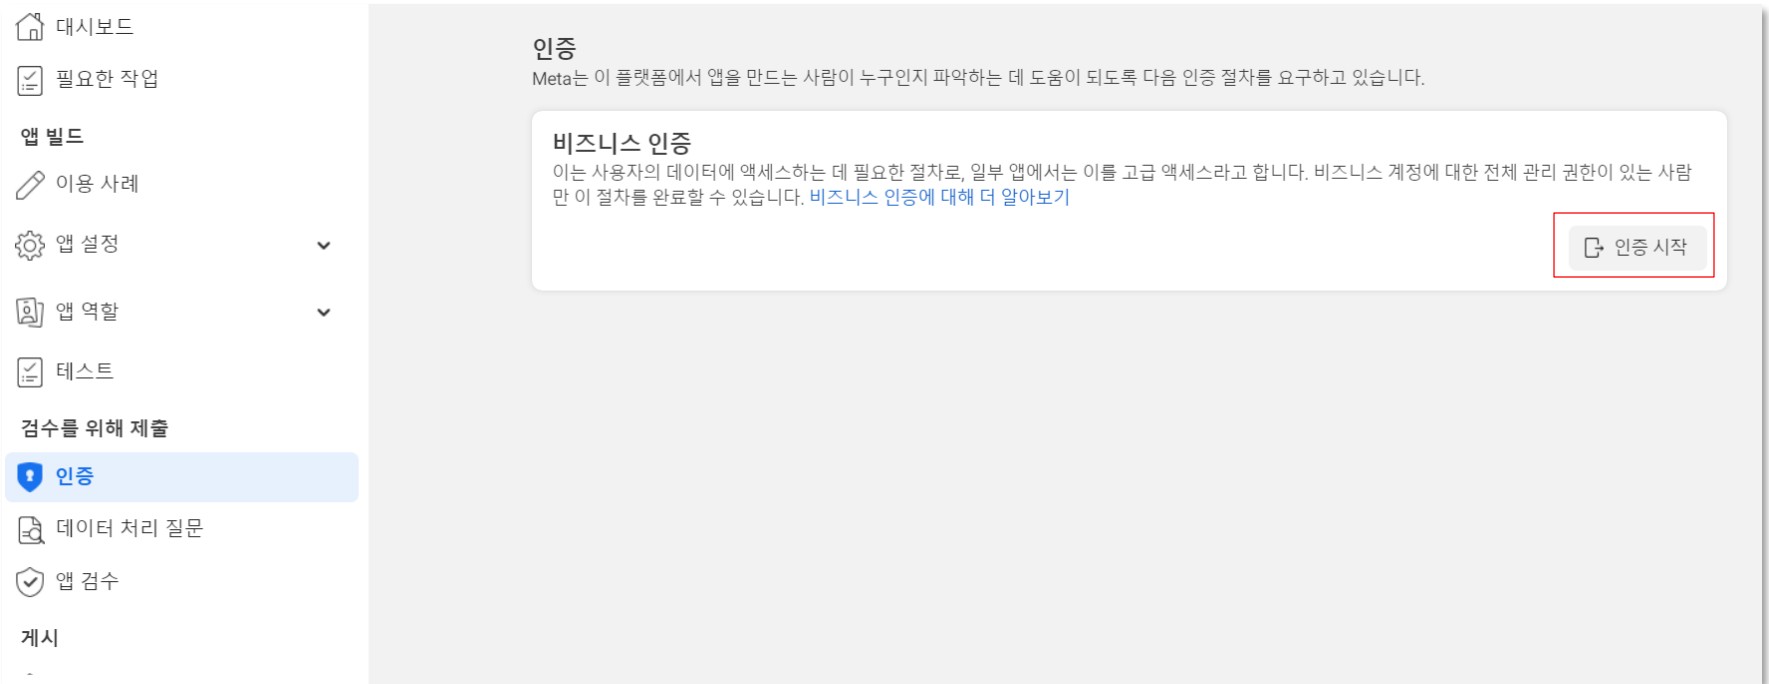 대시보드
필요한 작업
앱 빌드
이용 사례
앱 설정
앱 역할
테스트
검수를 위해 제출
인증
데이터 처리 질문
앱 검수
게시
인증
Meta는 이 플랫폼에서 앱을 만드는 사람이 누구인지 파악하는 데 도움이 되도록 다음 인증 절차를 요구하고 있습니다.
비즈니스 인증
이는 사용자의 데이터에 액세스하는 데 필요한 절차로, 일부 앱에서는 이를 고급 액세스라고 합니다. 비즈니스 계정에 대한 전체 관리 권한이 있는 사람
만 이 절차를 완료할 수 있습니다. 비즈니스 인증에 대해 더 알아보기
인증 시작